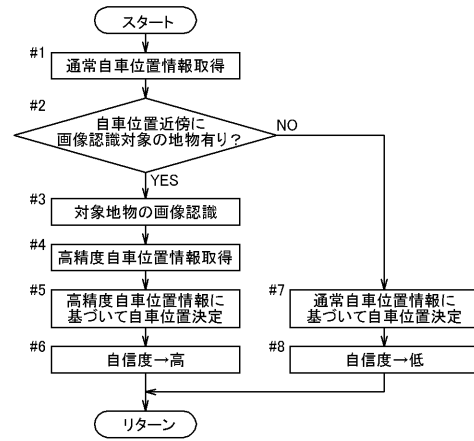 スタート
#1
通常自車位置情報取得
#2
自車位置近傍に
画像認識対象の地物有り？
NO
YES
#3
対象地物の画像認識
#4
高精度自車位置情報取得
#5
高精度自車位置情報に
基づいて自車位置決定
#7
通常自車位置情報に
基づいて自車位置決定
#6
自信度→高
#8
自信度→低
リターン